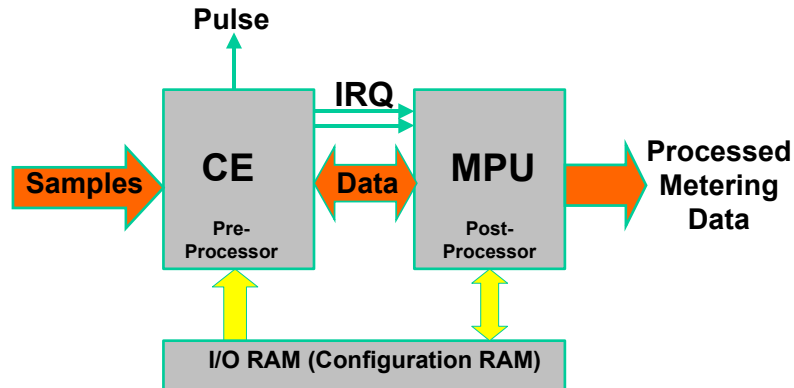 Pulse
IRQ
CE
MPU
Samples
Data
Processed
Metering
Data
Pre-
Processor
Post-
Processor
I/O RAM (Configuration RAM)